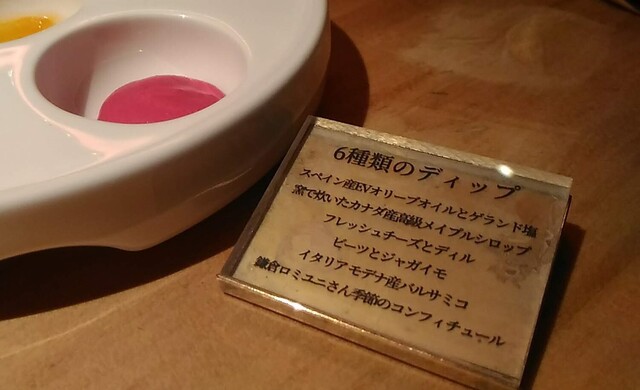 6種類のディップ
スペイン産EVオリーブオイルとゲランド塩
窯で炊いたカナダ産高級メイプルシロップ
フレッシュチーズとディル
ビーツとジャガイモ
イタリアモデナ産バルサミコ
鎌倉ロミユニさん季節のコンフィチュール